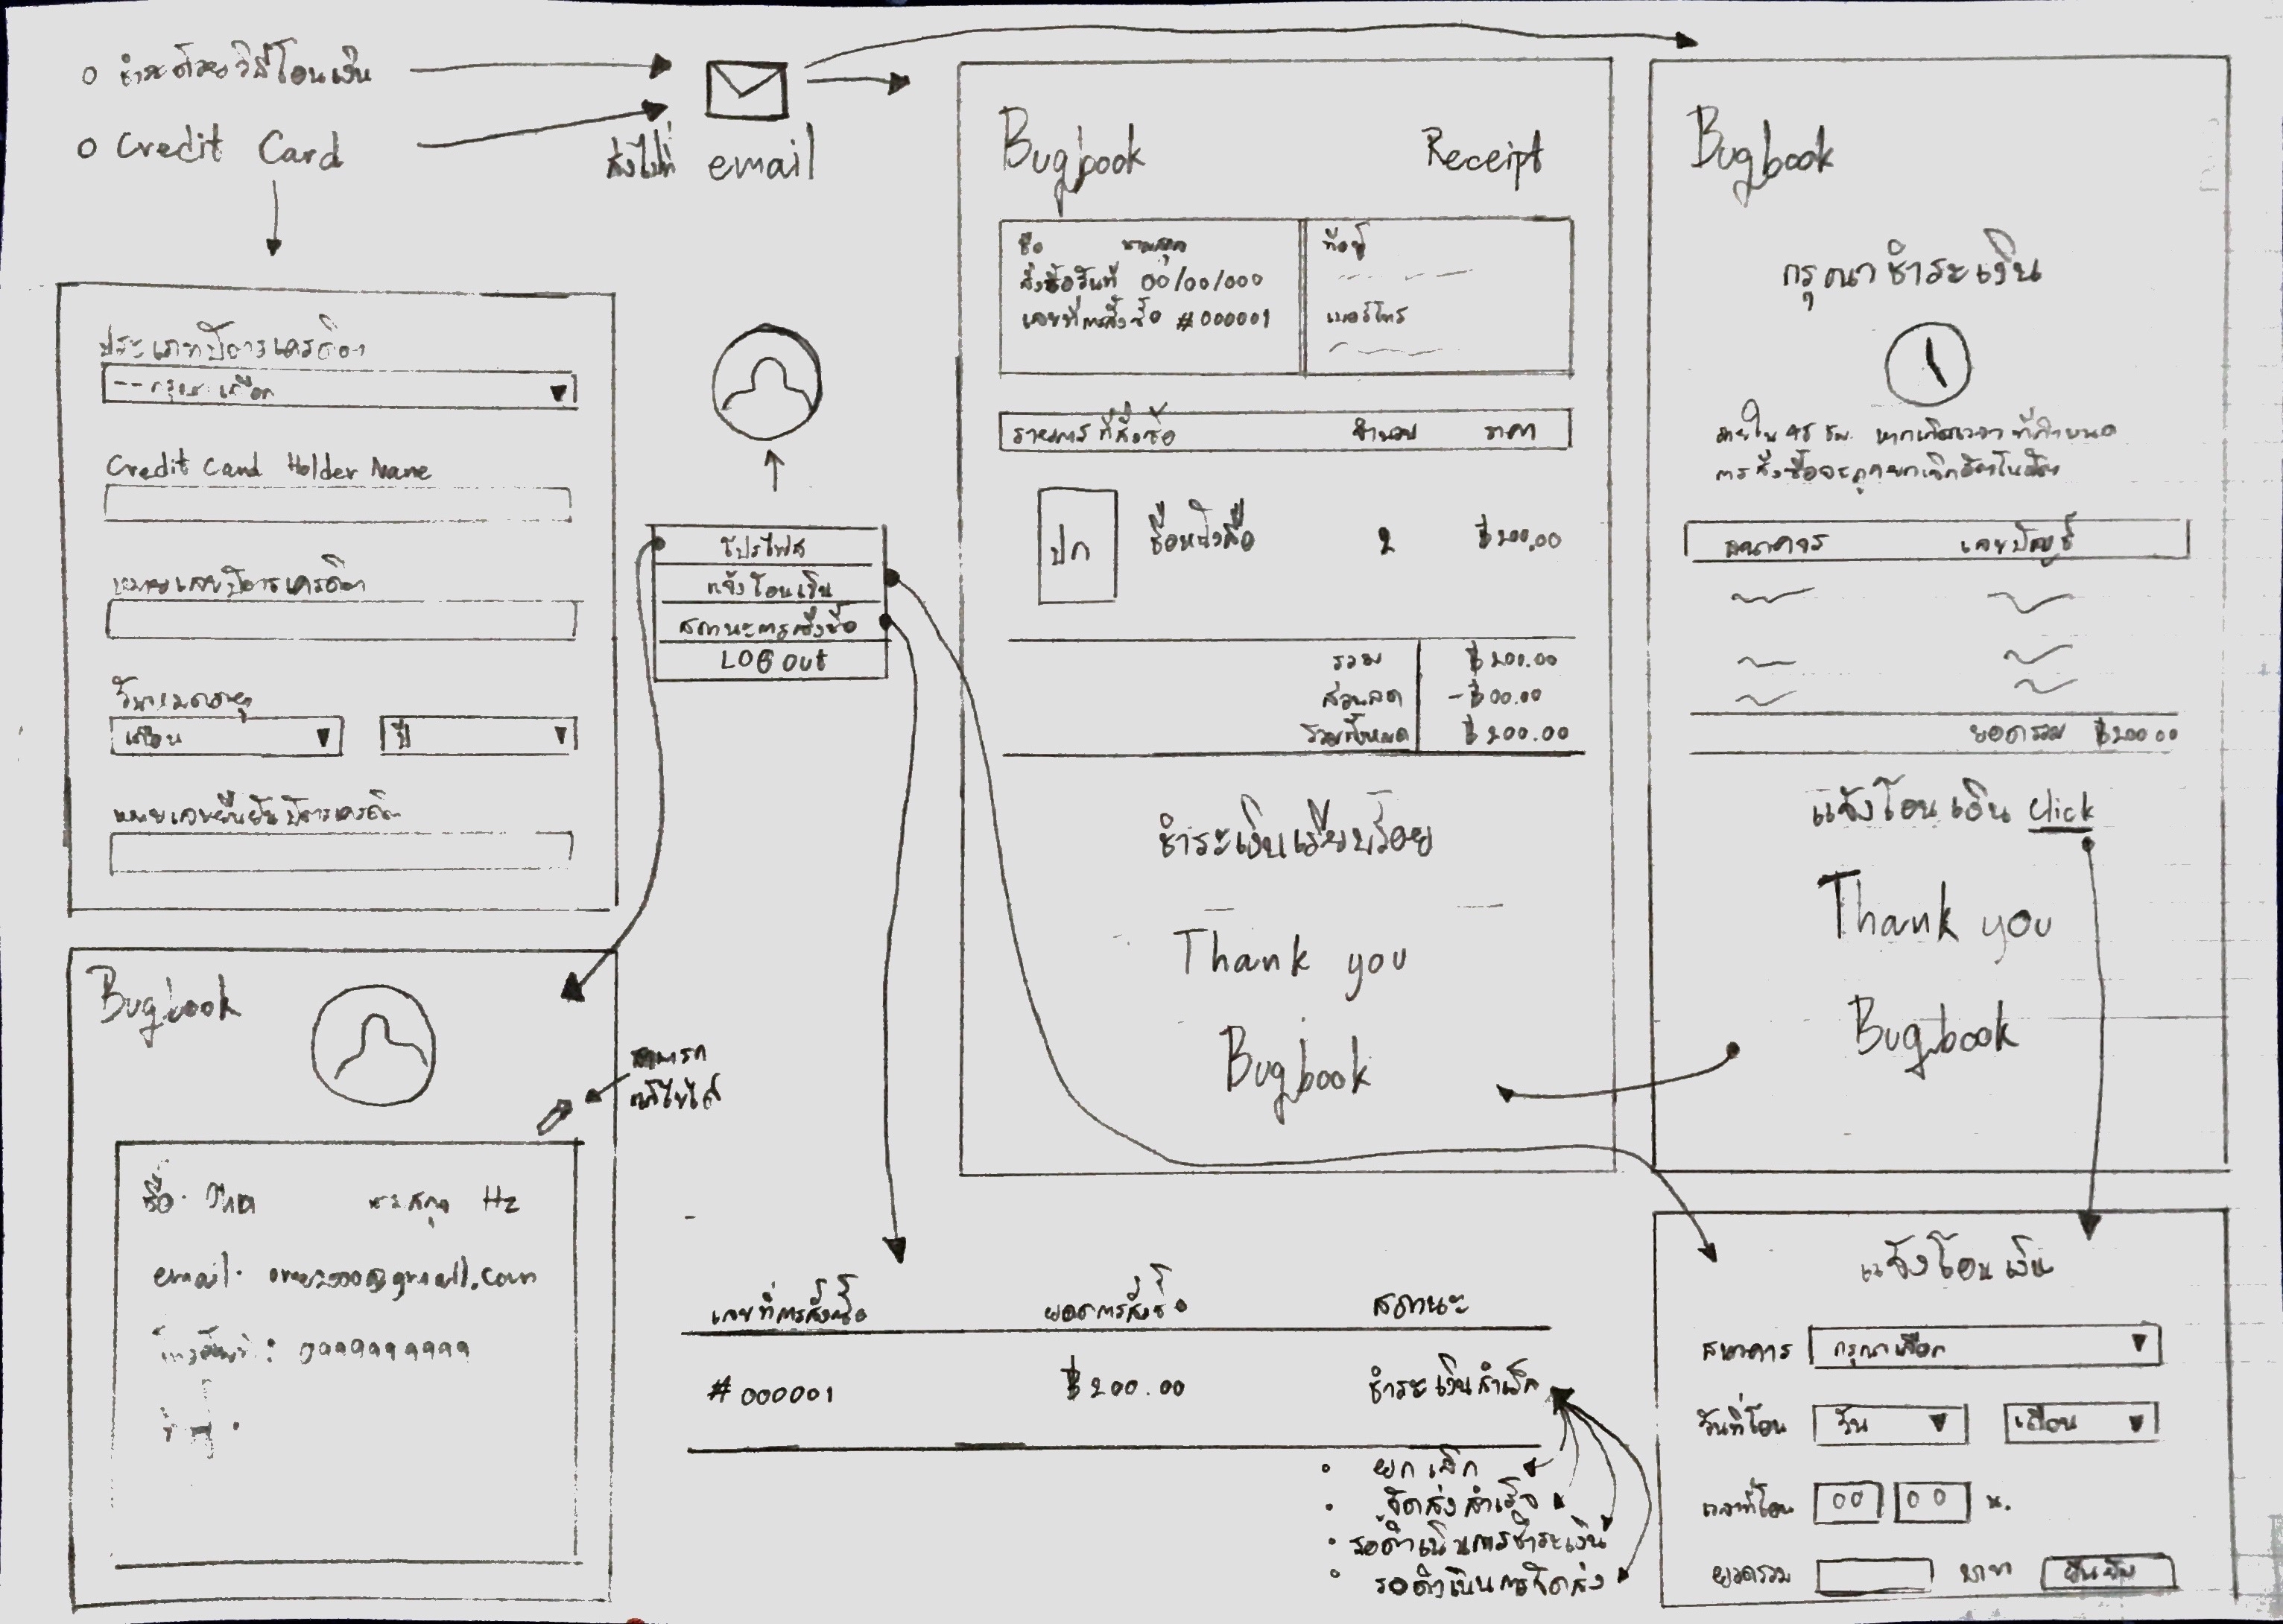 ชำระด้วยวิธีโอนเงิน
Credit Card
ส่งไปที่ email
ประเภทบัตรเครดิต
--กรุณาเลือก
Credit Card Holder Name
หมายเลขบัตรเครดิต
วันหมดอายุ
เดือน ปี
หมายเลขยืนยันบัตรเครดิต
โปรไฟล์
แจ้งโอนเงิน
สถานะการสั่งซื้อ
LOG Out
Bugbook
สามารถ
แก้ไขได้
ชื่อ นามสกุล Hz
email
099999999
Bugbook Receipt
ชื่อ นามสกุล
สั่งซื้อวันที่ 00/00/000
เลขที่การสั่งซื้อ #000001
ที่อยู่
เบอร์โทร
รายการที่สั่งซื้อ จำนวน ราคา
ปก ชื่อหนังสือ 2 ฿200.00
รวม ฿200.00
ส่วนลด -฿00.00
รวมทั้งหมด ฿200.00
ชำระเงินเรียบร้อย
Thank you
Bugbook
Bugbook
กรุณาชำระเงิน
ภายใน 48 ชม. หากเกินเวลาที่กำหนด
การสั่งซื้อจะถูกยกเลิกอัตโนมัติ
ธนาคาร เลขบัญชี
ยอดรวม ฿200.00
แจ้งโอนเงิน click
Thank you
Bugbook
เลขที่การสั่งซื้อ ยอดการสั่งซื้อ สถานะ
#000001 ฿200.00 ชำระเงินสำเร็จ
ยกเลิก
จัดส่งสำเร็จ
รอดำเนินการชำระเงิน
รอดำเนินการจัดส่ง
แจ้งโอนเงิน
ธนาคาร กรุณาเลือก
วันที่โอน วัน เดือน
เวลาที่โอน 00 00 น.
ยอดรวม บาท ยืนยัน